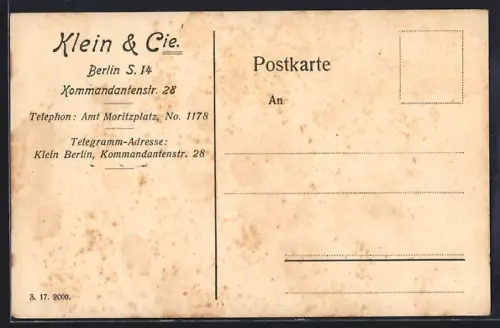 Klein & Cie.
Berlin S. 14
Kommandantenstr. 28
Telephon: Amt Moritzplatz, No. 1178
Telegramm-Adresse:
Klein Berlin, Kommandantenstr. 28
Postkarte
An
3. 17. 2000.